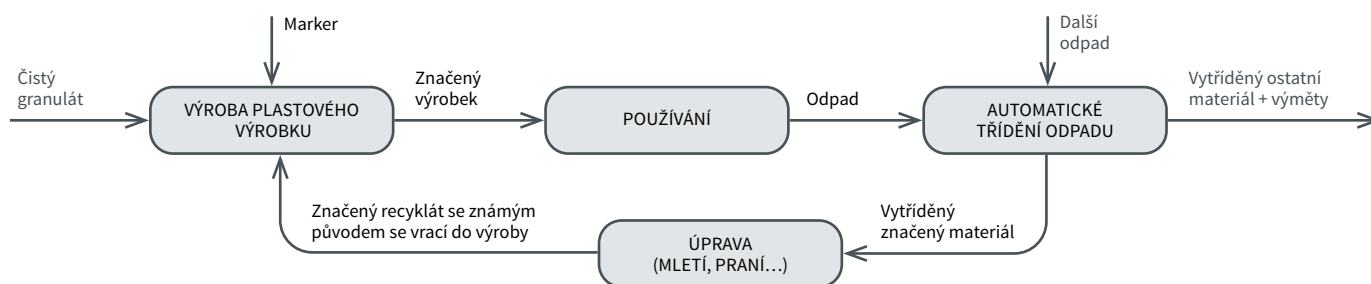 Marker
Další
odpad
Čistý
granulát
Značený
výrobek
Odpad
Vytříděný ostatní
materiál + výměty
VÝROBA PLASTOVÉHO
VÝROBKU
POUŽÍVÁNÍ
AUTOMATICKÉ
TŘÍDĚNÍ ODPADU
Značený recyklát se známým
původem se vrací do výroby
Vytříděný
značený materiál
ÚPRAVA
(MLETÍ, PRANÍ…)